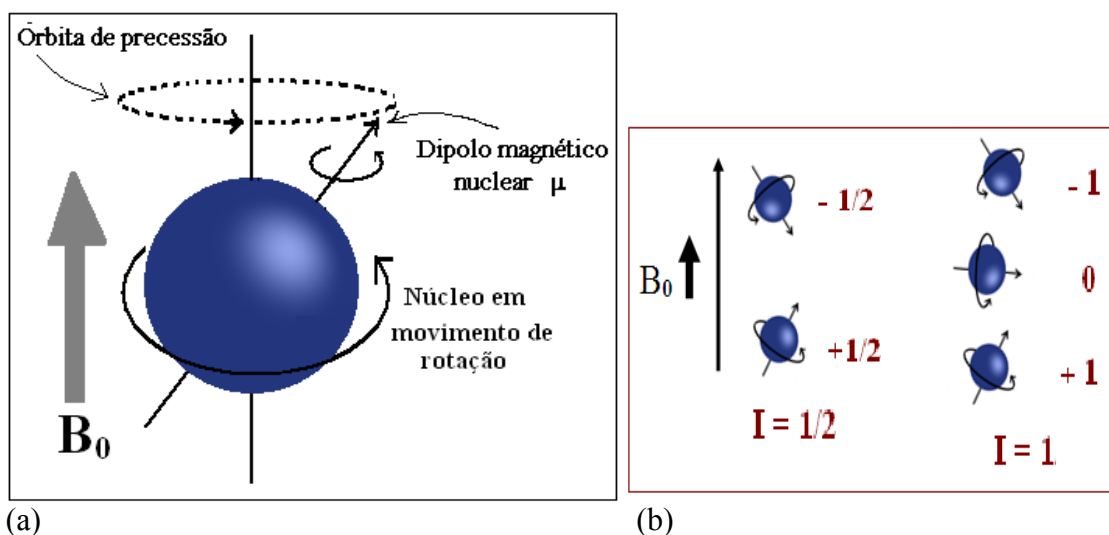 Órbita de precessão
Dipolo magnético
nuclear μ
Núcleo em
movimento de
rotação
B₀
(a)
B₀
- 1/2
+1/2
I = 1/2
- 1
0
+ 1
I = 1
(b)